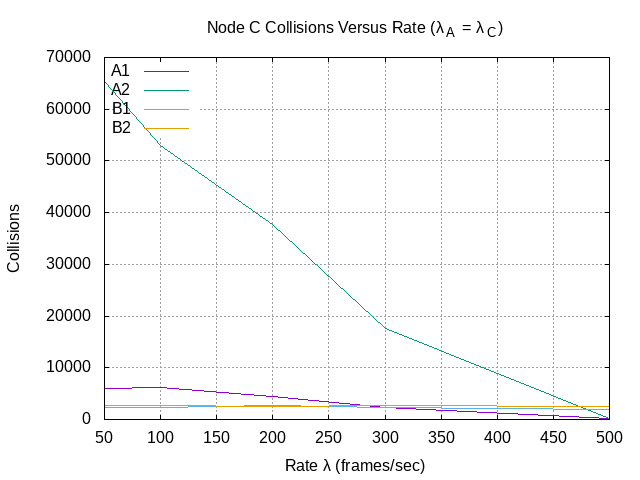 Node C Collisions Versus Rate (λA = λC)
70000
60000
50000
40000
30000
20000
10000
0
Collisions
A1
A2
B1
B2
50 100 150 200 250 300 350 400 450 500
Rate λ (frames/sec)